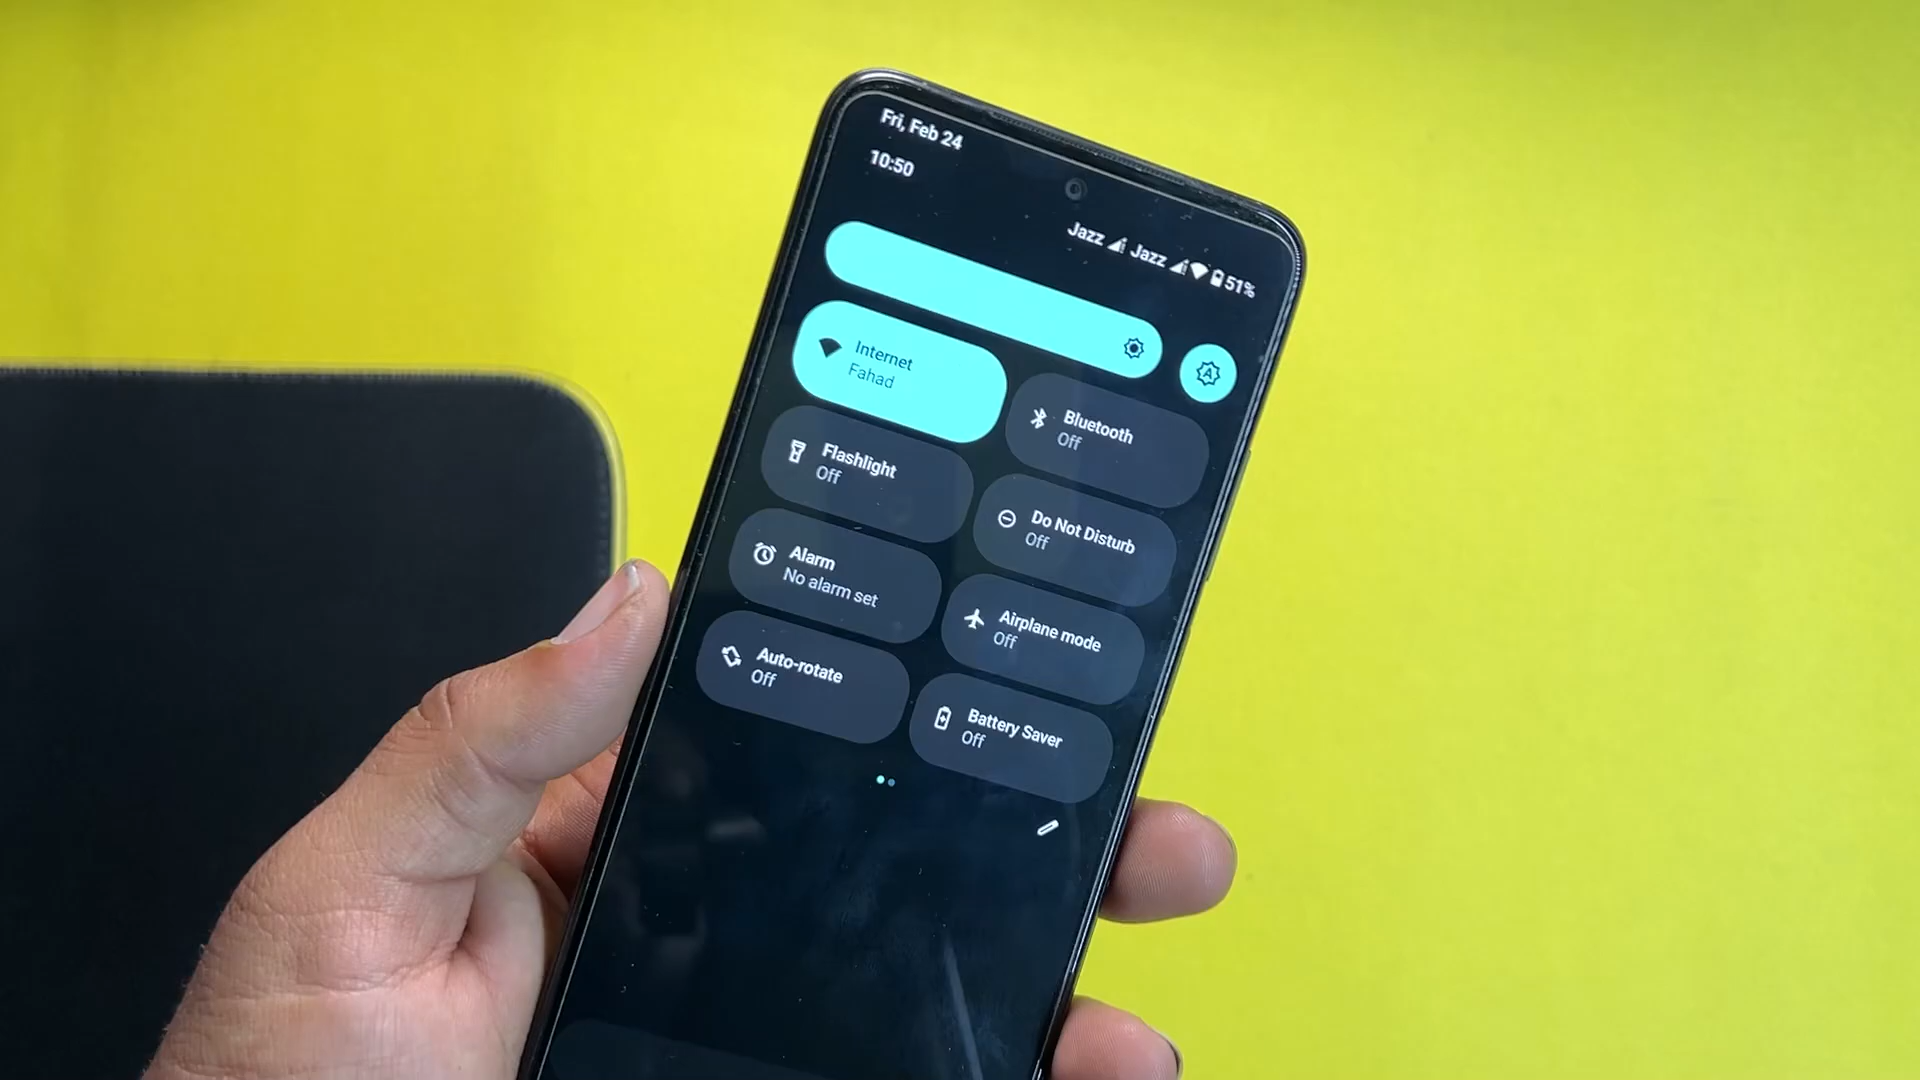 Fri, Feb 24
10:50
Jazz Jazz 51%
Internet
Fahad
Bluetooth
Off
Flashlight
Off
Do Not Disturb
Off
Alarm
No alarm set
Airplane mode
Off
Auto-rotate
Off
Battery Saver
Off